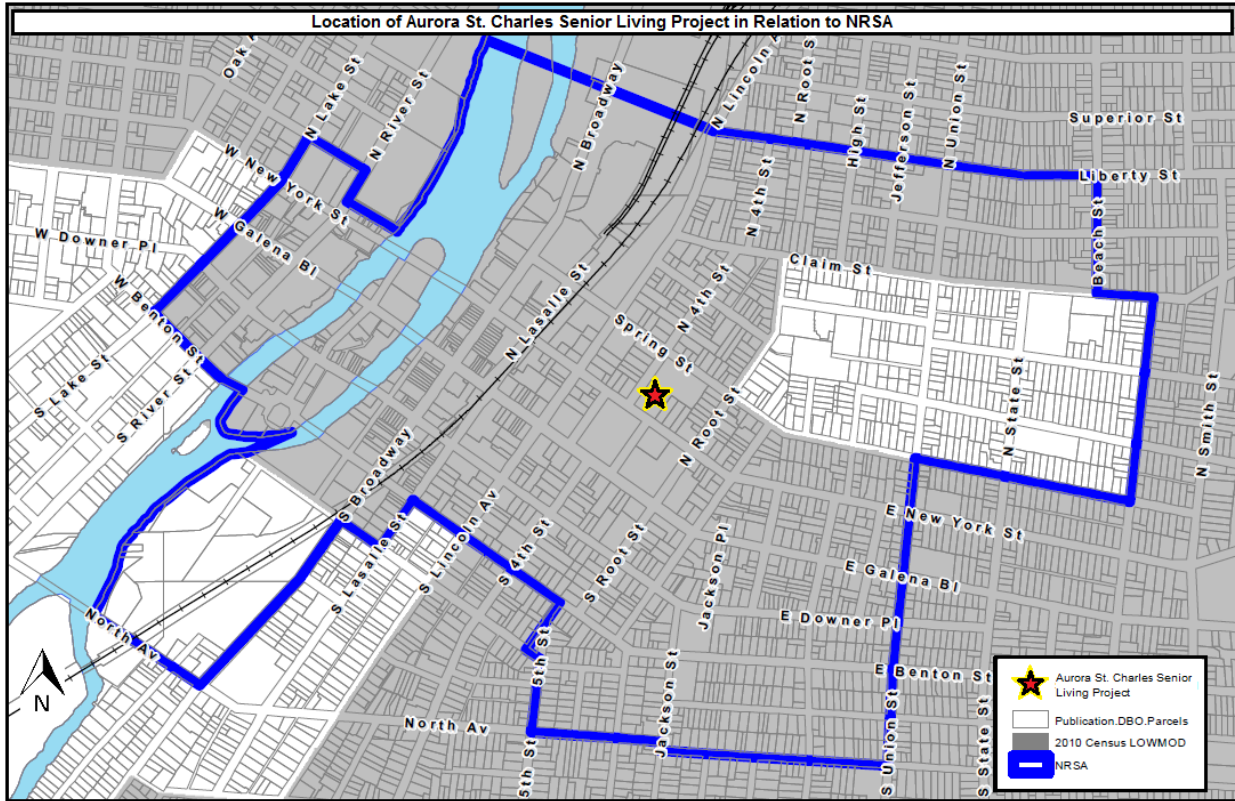 Location of Aurora St. Charles Senior Living Project in Relation to NRSA
Oak
N Lake St
N River St
N Broadway
N Lincoln A
N Root S
High St
Jefferson St
N Union St
Superior St
Liberty St
W New York St
W Galena Bl
W Downer Pl
W Benton St
N 4th St
Beach St
Claim St
N Lasalle St
N 4th St
Spring St
S Lake St
S River St
N Root St
N State St
N Smith St
S Broadway
S Lasalle St
S Lincoln Av
S 4th St
S Root St
Jackson Pl
E New York St
E Galena Bl
E Downer Pl
E Benton St
North Av
N
5th St
North Av
Jackson St
5th St
S Union St
S State St
Aurora St. Charles Senior
Living Project
Publication.DBO.Parcels
2010 Census LOWMOD
NRSA